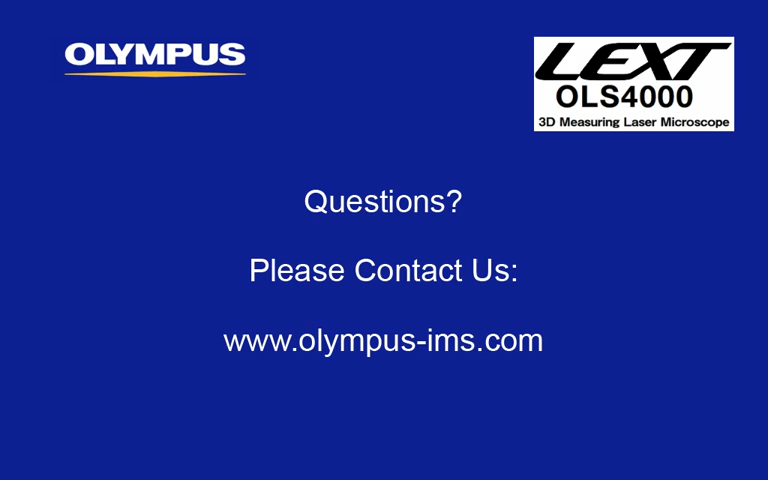 OLYMPUS
LEXT
OLS4000
3D Measuring Laser Microscope
Questions?
Please Contact Us:
www.olympus-ims.com